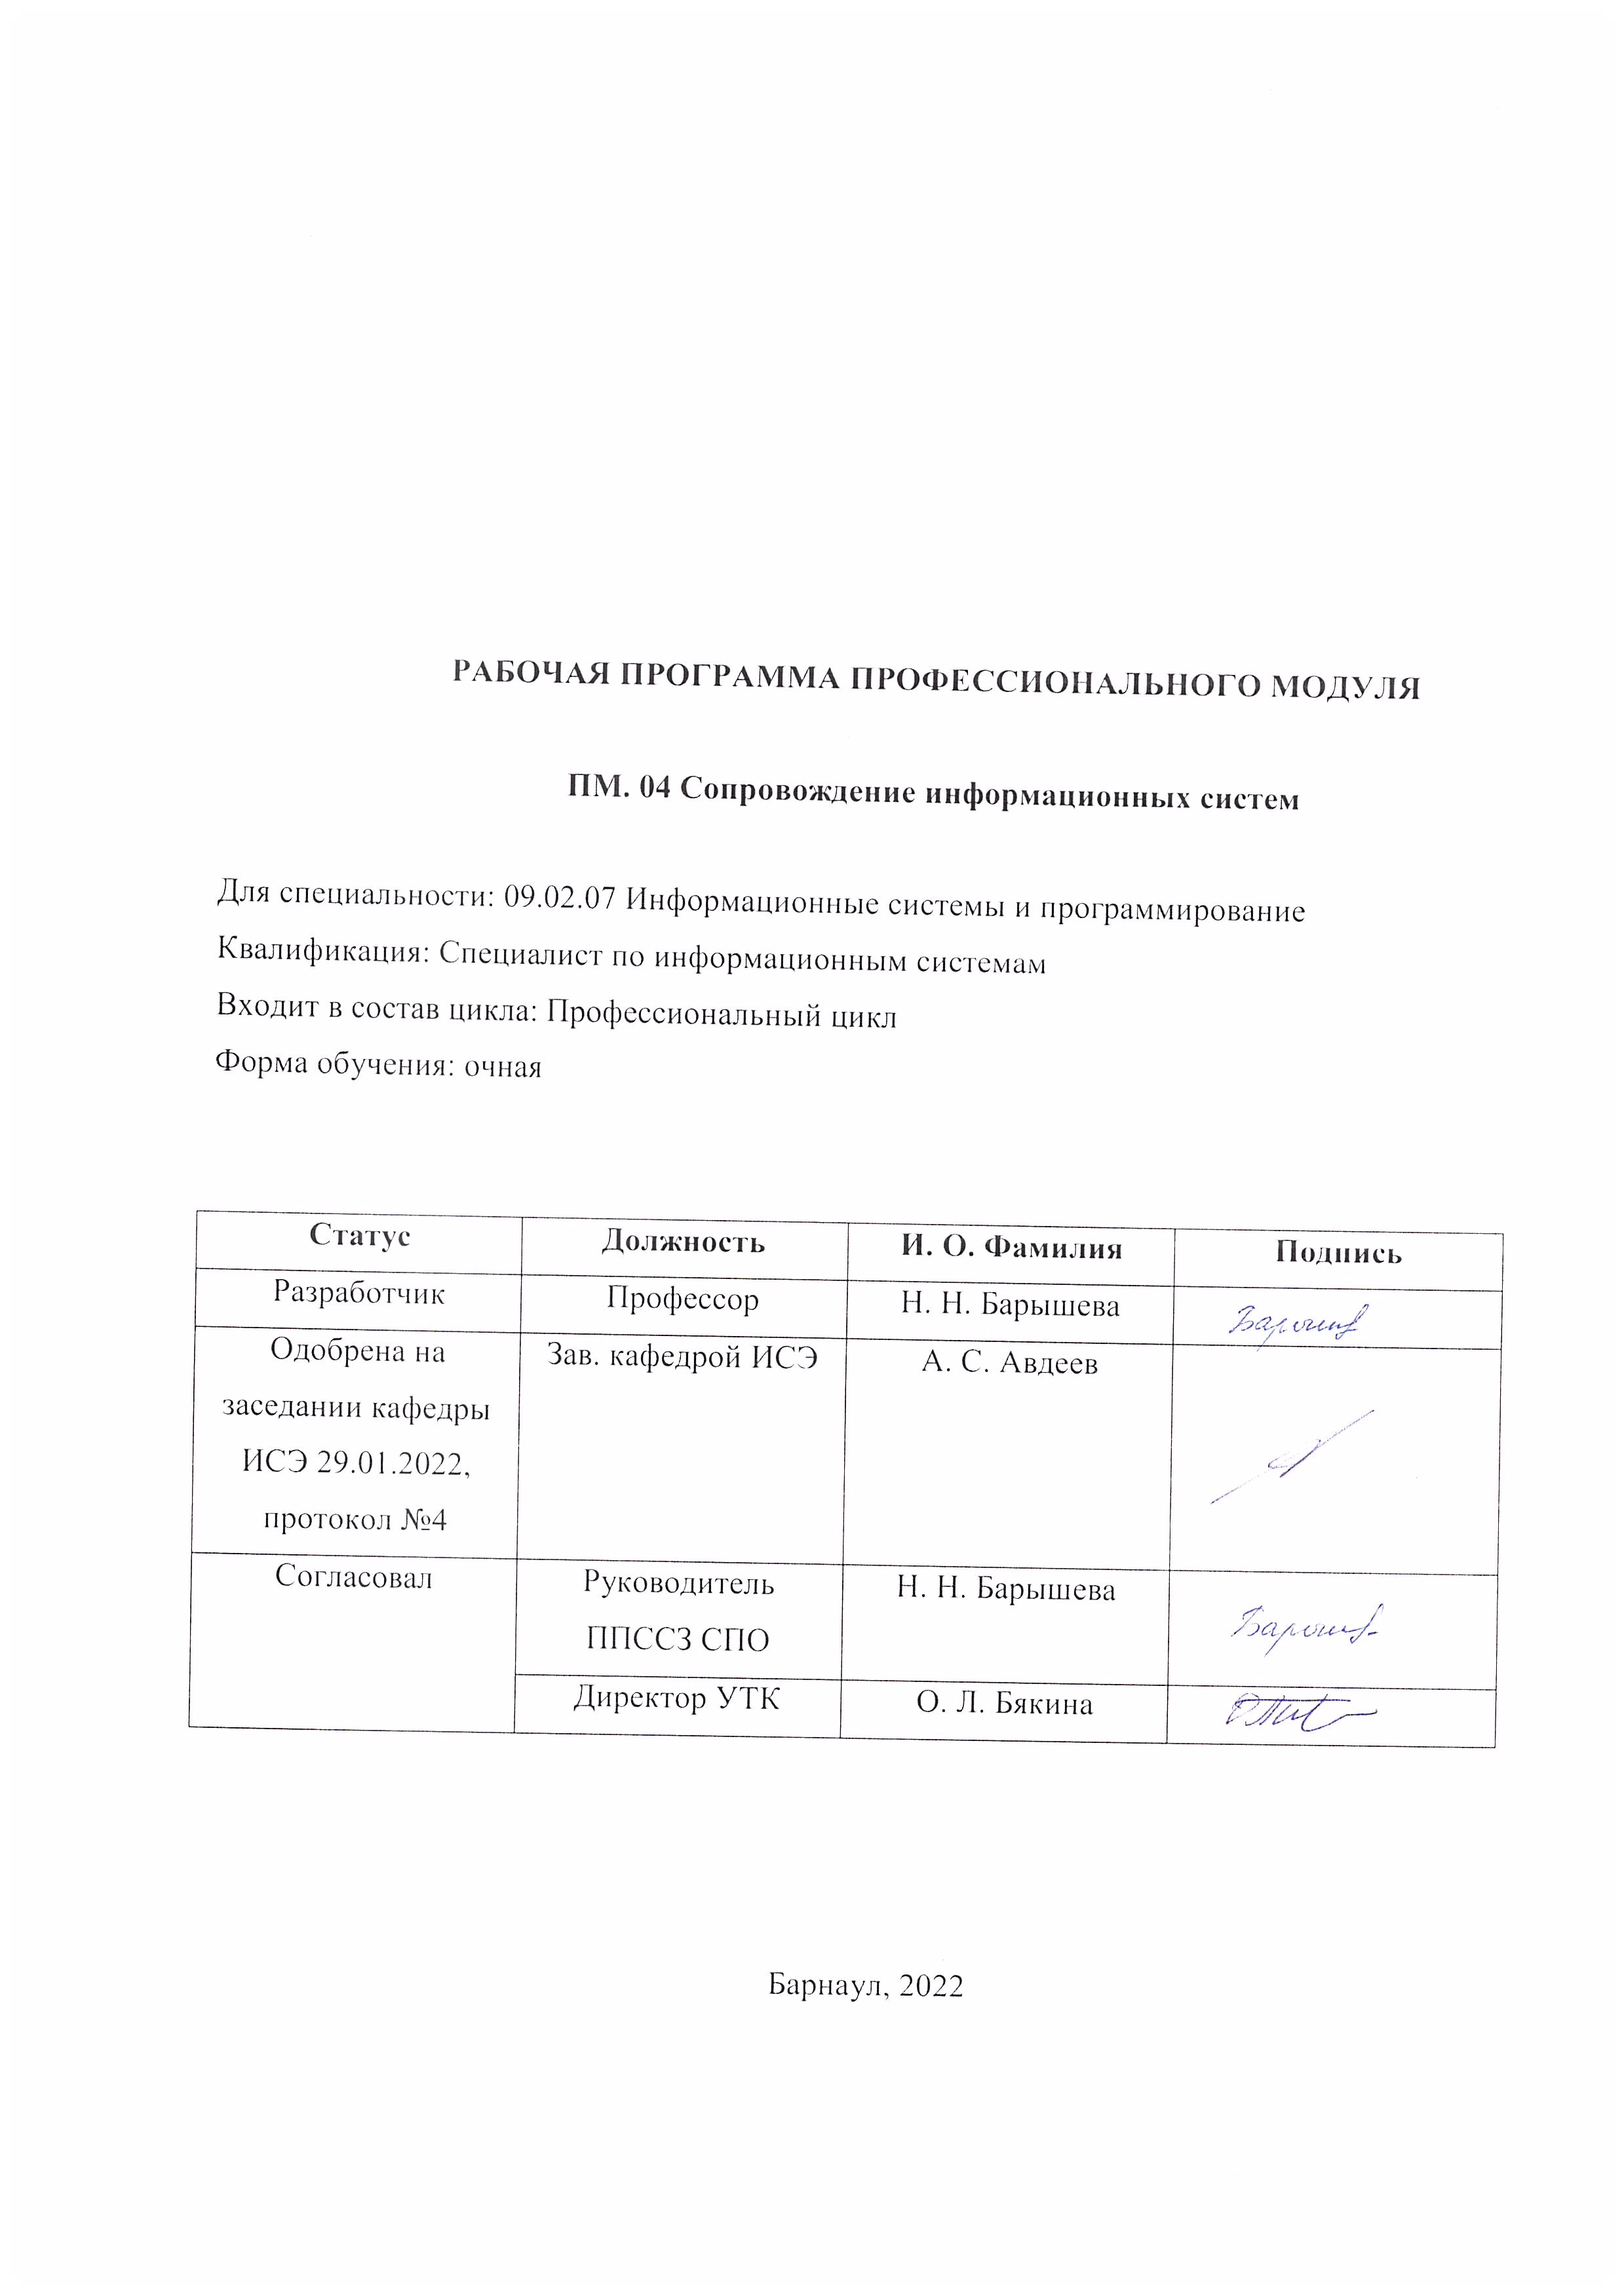 РАБОЧАЯ ПРОГРАММА ПРОФЕССИОНАЛЬНОГО МОДУЛЯ
ПМ. 04 Сопровождение информационных систем
Для специальности: 09.02.07 Информационные системы и программирование
Квалификация: Специалист по информационным системам
Входит в состав цикла: Профессиональный цикл
Форма обучения: очная
Статус Должность И. О. Фамилия Подпись
Разработчик Профессор Н. Н. Барышева
Одобрена на Зав. кафедрой ИСЭ А. С. Авдеев
заседании кафедры
ИСЭ 29.01.2022,
протокол №4
Согласовал Руководитель Н. Н. Барышева
ППССЗ СПО
Директор УТК О. Л. Бякина
Барнаул, 2022